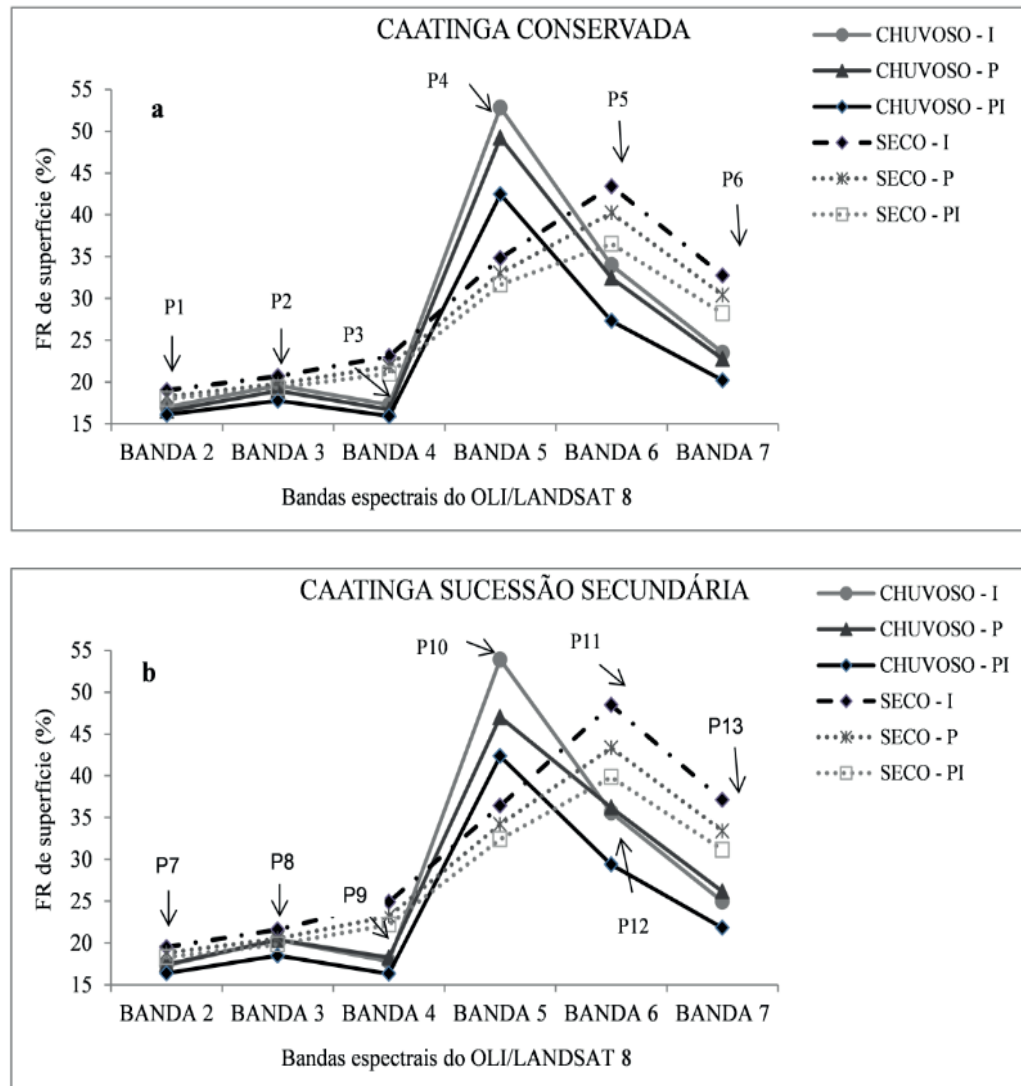 CAATINGA CONSERVADA
a
FR de superfície (%)
55
50
45
40
35
30
25
20
15
P1
P2
P3
P4
P5
P6
BANDA 2 BANDA 3 BANDA 4 BANDA 5 BANDA 6 BANDA 7
Bandas espectrais do OLI/LANDSAT 8
CHUVOSO - I
CHUVOSO - P
CHUVOSO - PI
SECO - I
SECO - P
SECO - PI
CAATINGA SUCESSÃO SECUNDÁRIA
b
FR de superfície (%)
55
50
45
40
35
30
25
20
15
P7
P8
P9
P10
P11
P12
P13
BANDA 2 BANDA 3 BANDA 4 BANDA 5 BANDA 6 BANDA 7
Bandas espectrais do OLI/LANDSAT 8
CHUVOSO - I
CHUVOSO - P
CHUVOSO - PI
SECO - I
SECO - P
SECO - PI